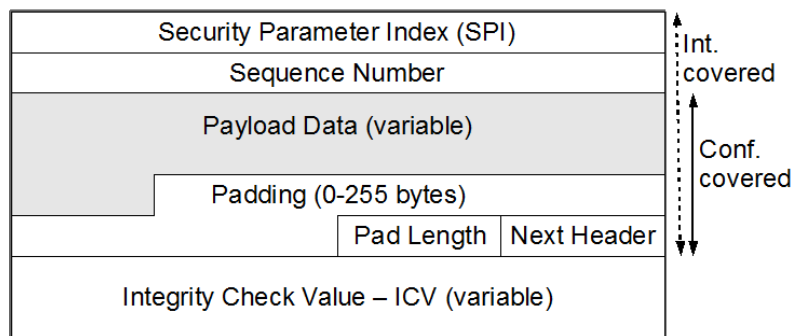 Security Parameter Index (SPI)
Sequence Number
Payload Data (variable)
Padding (0-255 bytes)
Pad Length
Next Header
Integrity Check Value – ICV (variable)
Int.
covered
Conf.
covered